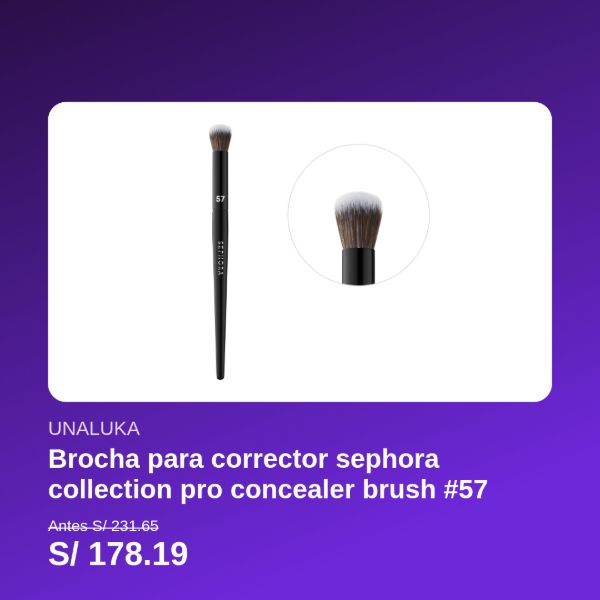 57
SEPHORA
UNALUKA
Brocha para corrector sephora
collection pro concealer brush #57
Antes S/ 231.65
S/ 178.19